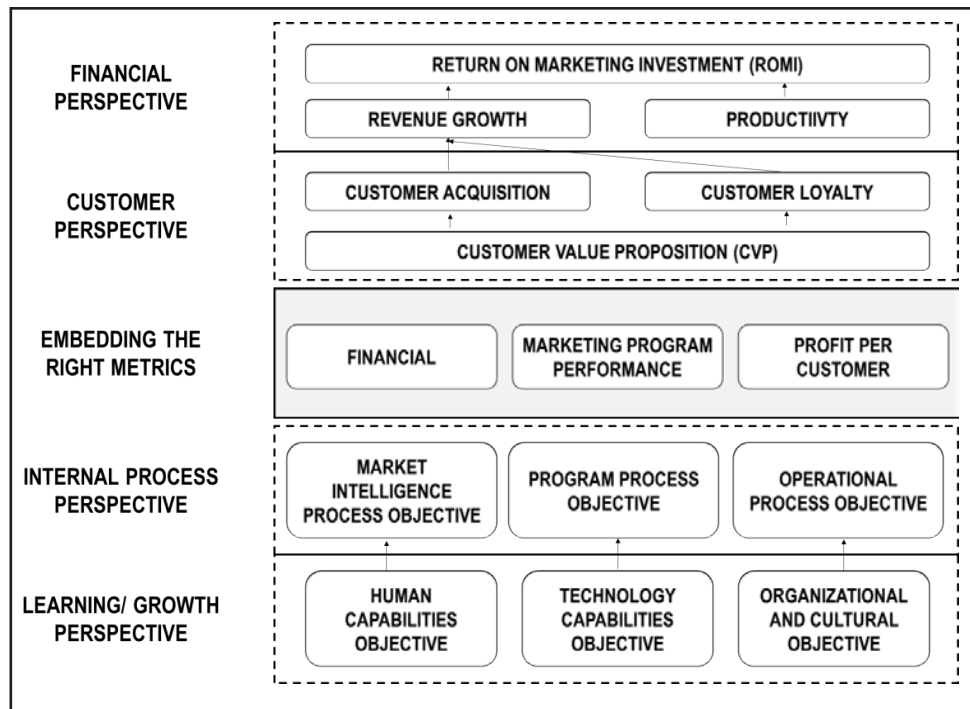 FINANCIAL
PERSPECTIVE
RETURN ON MARKETING INVESTMENT (ROMI)
REVENUE GROWTH
PRODUCTIIVTY
CUSTOMER
PERSPECTIVE
CUSTOMER ACQUISITION
CUSTOMER LOYALTY
CUSTOMER VALUE PROPOSITION (CVP)
EMBEDDING THE
RIGHT METRICS
FINANCIAL
MARKETING PROGRAM
PERFORMANCE
PROFIT PER
CUSTOMER
INTERNAL PROCESS
PERSPECTIVE
MARKET
INTELLIGENCE
PROCESS OBJECTIVE
PROGRAM PROCESS
OBJECTIVE
OPERATIONAL
PROCESS OBJECTIVE
LEARNING/ GROWTH
PERSPECTIVE
HUMAN
CAPABILITIES
OBJECTIVE
TECHNOLOGY
CAPABILITIES
OBJECTIVE
ORGANIZATIONAL
AND CULTURAL
OBJECTIVE